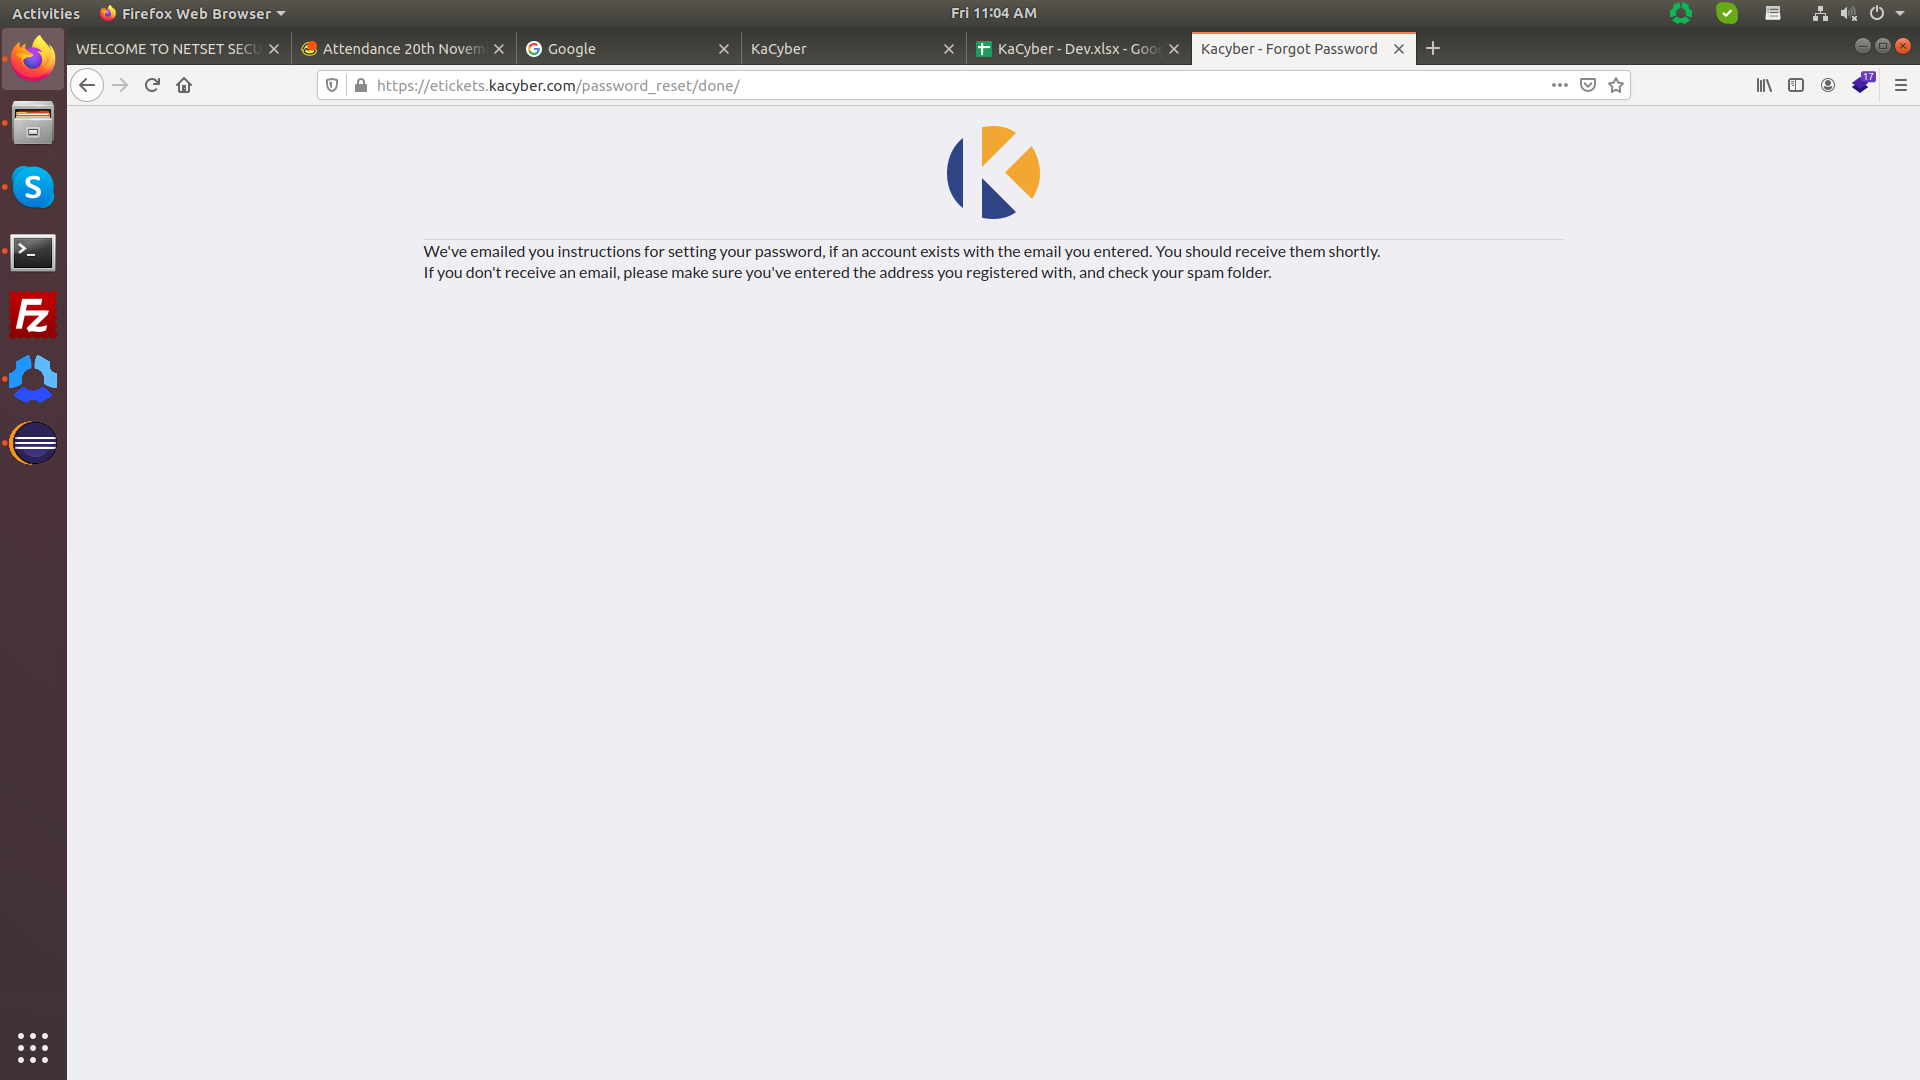 Activities Firefox Web Browser Fri 11:04 AM
WELCOME TO NETSET SECU Attendance 20th Novem Google KaCyber KaCyber - Dev.xlsx - Goo Kacyber - Forgot Password
https://etickets.kacyber.com/password_reset/done/ 17
We've emailed you instructions for setting your password, if an account exists with the email you entered. You should receive them shortly.
If you don't receive an email, please make sure you've entered the address you registered with, and check your spam folder.